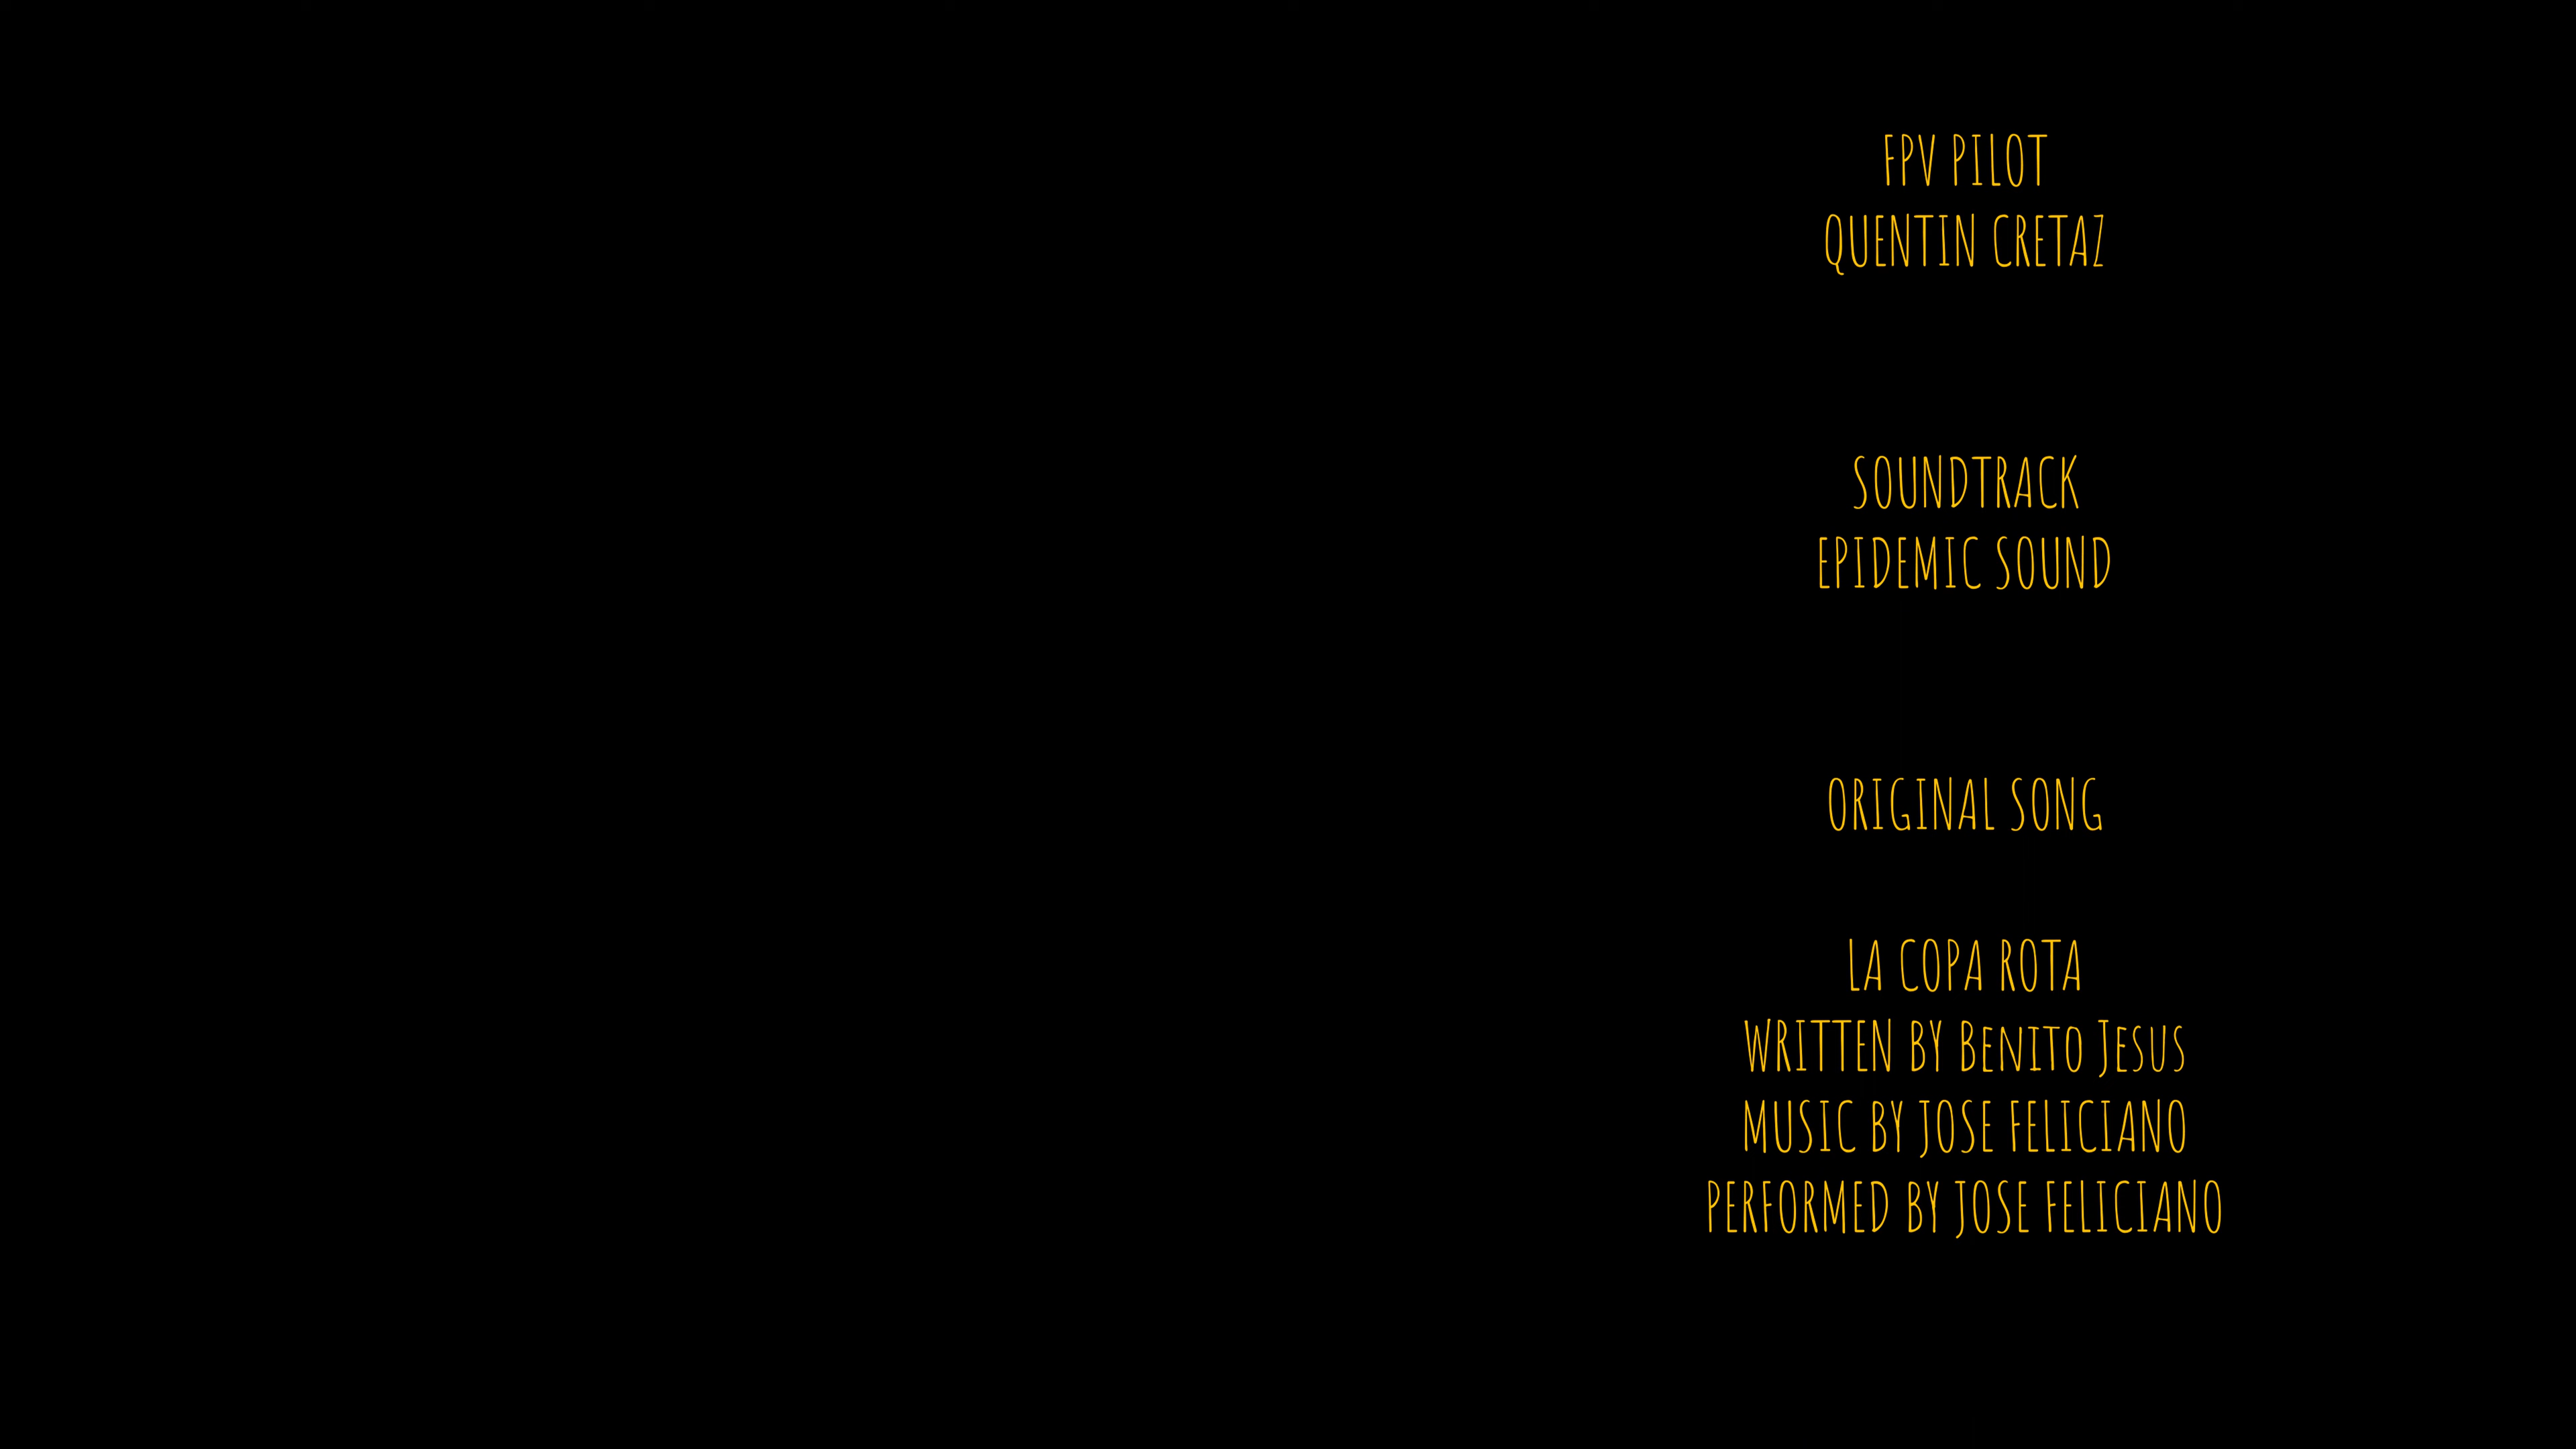 FPV PILOT
QUENTIN CRETAZ
SOUNDTRACK
EPIDEMIC SOUND
ORIGINAL SONG
LA COPA ROTA
WRITTEN BY Benito Jesus
MUSIC BY JOSE FELICIANO
PERFORMED BY JOSE FELICIANO